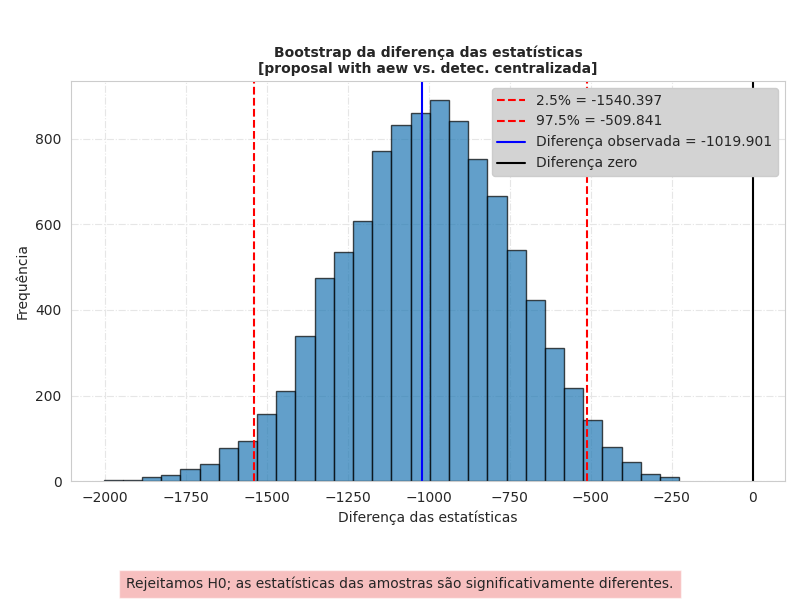 Bootstrap da diferença das estatísticas
[proposal with aew vs. detec. centralizada]
2.5% = -1540.397
97.5% = -509.841
Diferença observada = -1019.901
Diferença zero
Frequência
800
600
400
200
0
−2000
−1750
−1500
−1250
−1000
−750
−500
−250
0
Diferença das estatísticas
Rejeitamos H0; as estatísticas das amostras são significativamente diferentes.